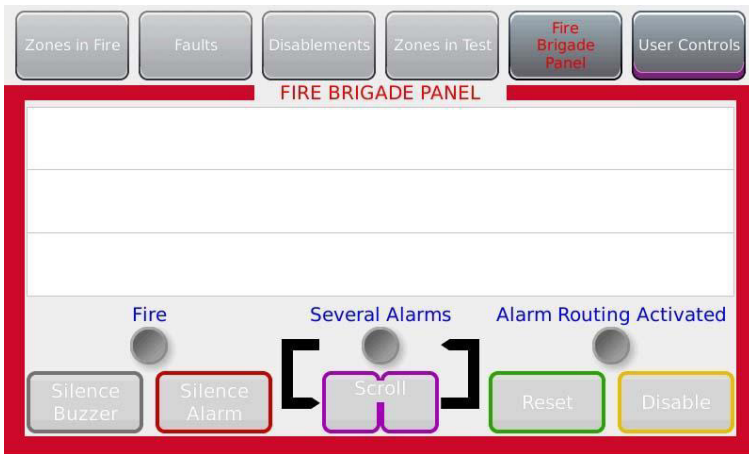 Zones in Fire
Faults
Disablements
Zones in Test
Fire
Brigade
Panel
User Controls
FIRE BRIGADE PANEL
Fire
Several Alarms
Alarm Routing Activated
Silence
Buzzer
Silence
Alarm
Scroll
Reset
Disable